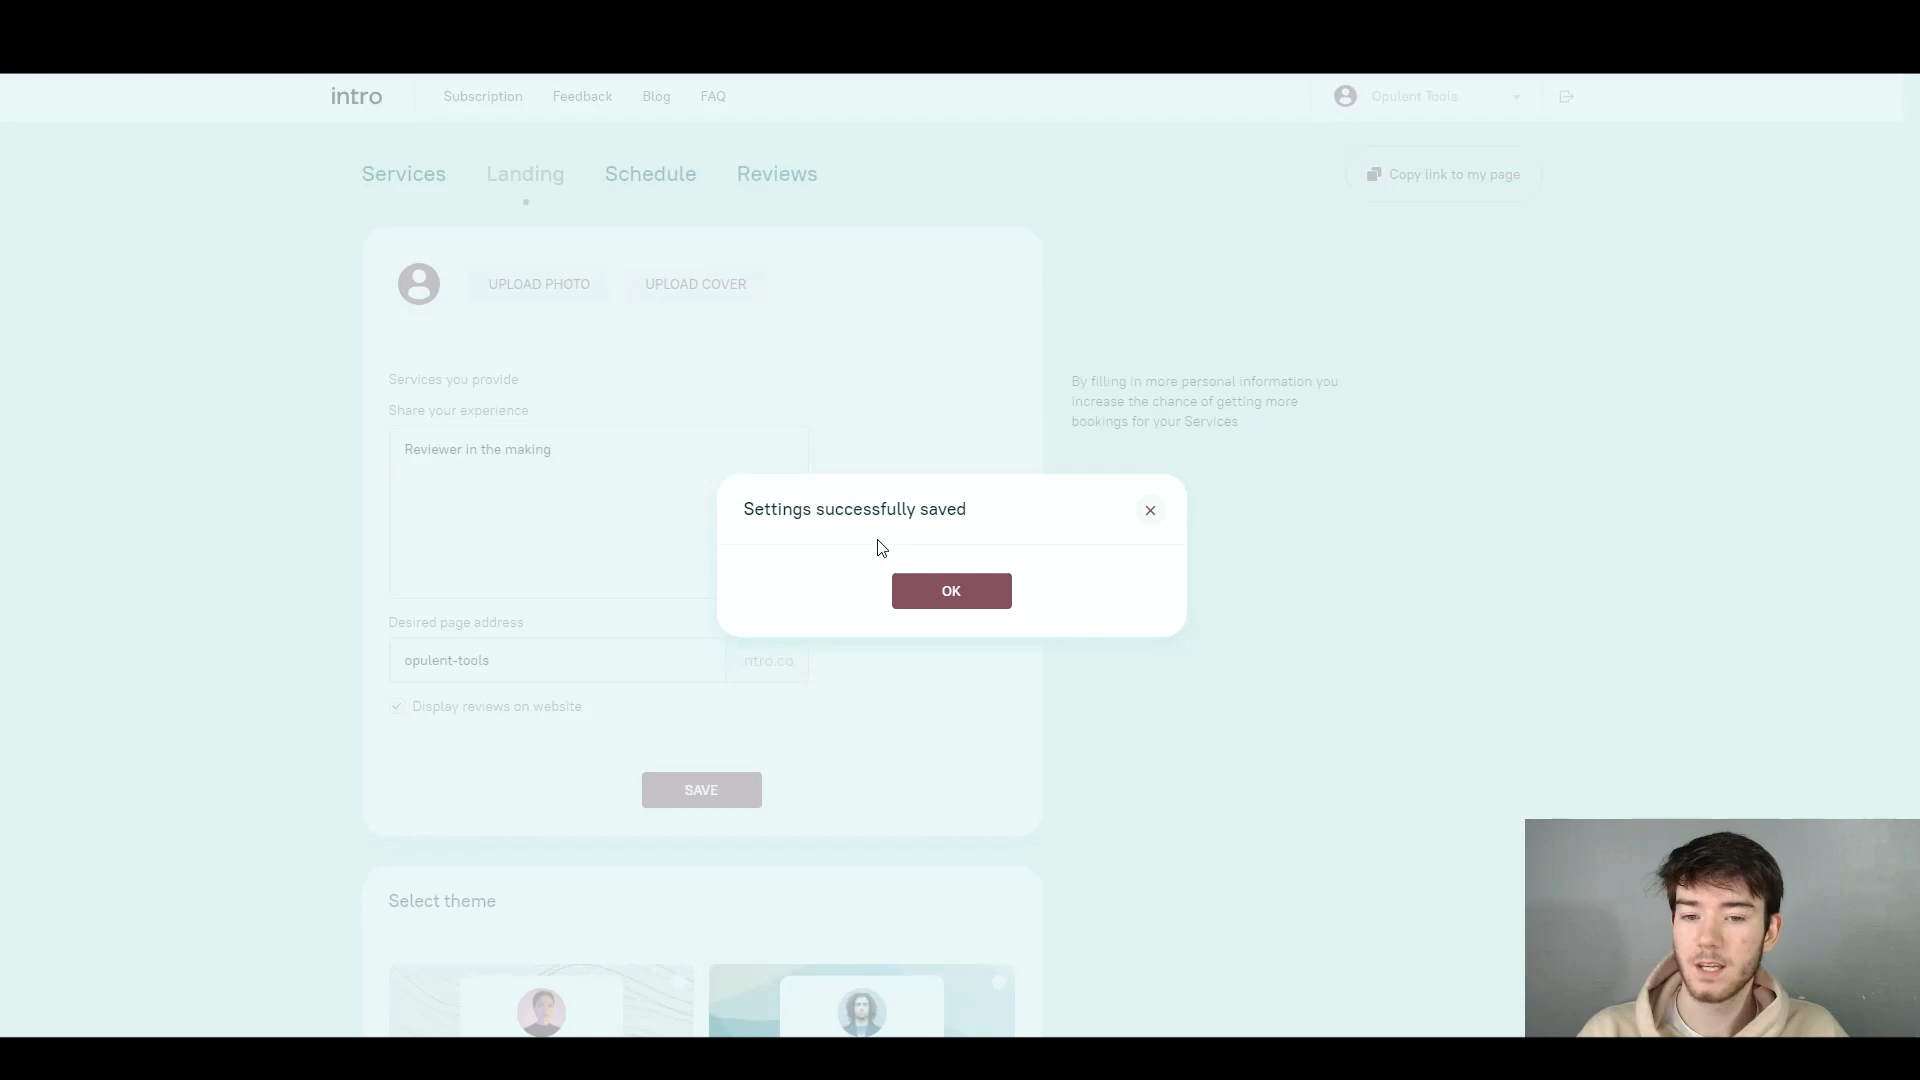 intro
Subscription
Feedback
Blog
FAQ
Opulent Tools
Services
Landing
Schedule
Reviews
Copy link to my page
UPLOAD PHOTO
UPLOAD COVER
Services you provide
Share your experience
Reviewer in the making
By filling in more personal information you
increase the chance of getting more
bookings for your Services
Settings successfully saved
OK
Desired page address
opulent-tools
.ntro.co
Display reviews on website
SAVE
Select theme